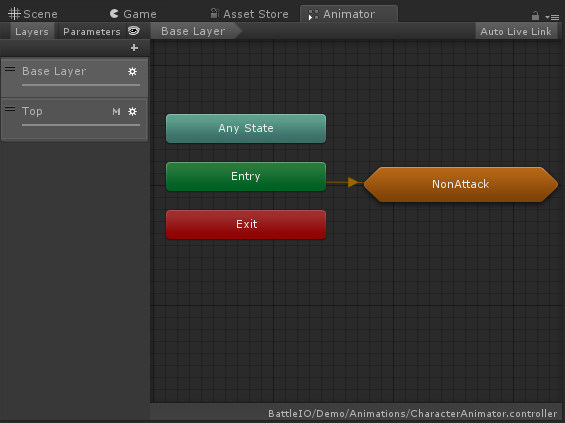 Scene Game Asset Store Animator
Layers Parameters Base Layer Auto Live Link
+
Base Layer
Top M
Any State
Entry
NonAttack
Exit
BattleIO/Demo/Animations/CharacterAnimator.controller